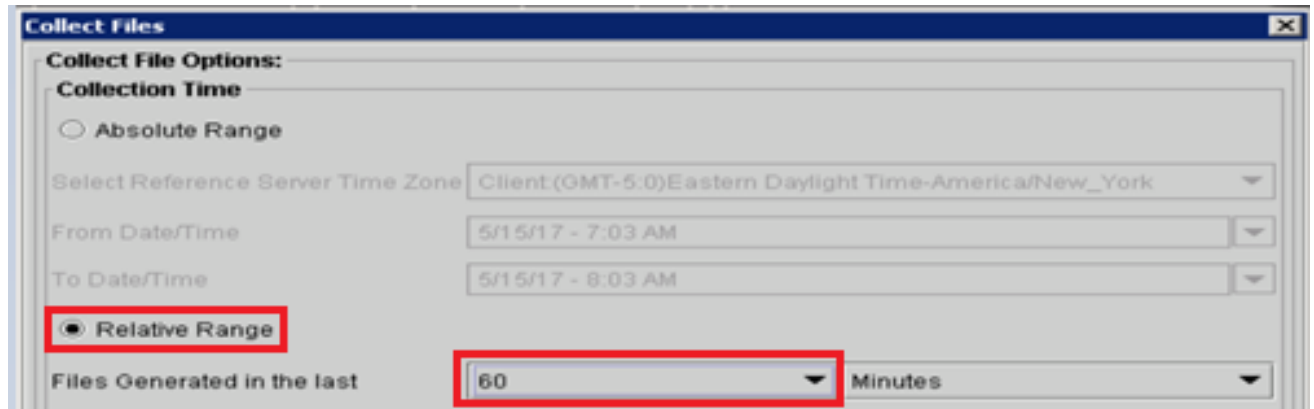 Collect Files
Collect File Options:
Collection Time
Absolute Range
Select Reference Server Time Zone Client:(GMT-5:0)Eastern Daylight Time-America/New_York
From Date/Time 5/15/17 - 7:03 AM
To Date/Time 5/15/17 - 8:03 AM
Relative Range
Files Generated in the last 60 Minutes